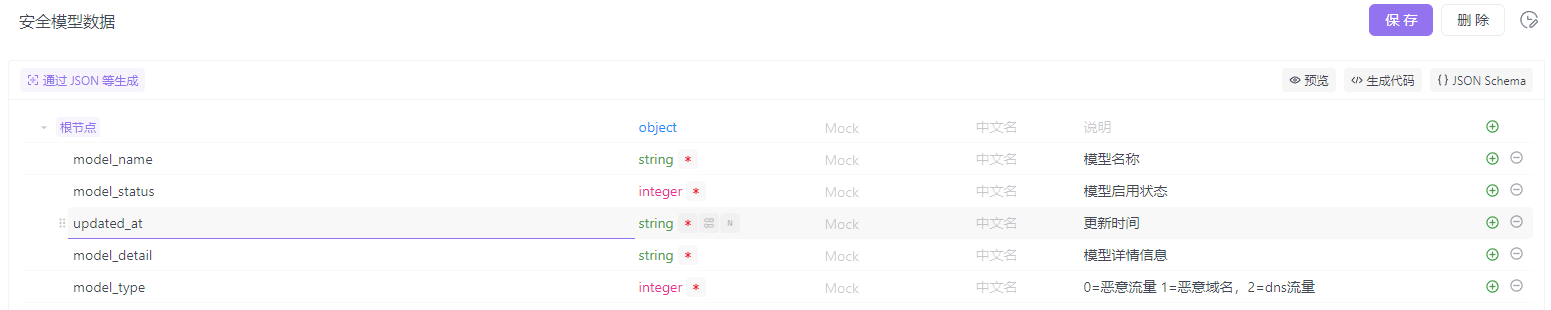 安全模型数据 保 存 删 除
通过 JSON 等生成 预览 生成代码 JSON Schema
根节点 object Mock 中文名 说明
model_name string * Mock 中文名 模型名称
model_status integer * Mock 中文名 模型启用状态
updated_at string * N Mock 中文名 更新时间
model_detail string * Mock 中文名 模型详情信息
model_type integer * Mock 中文名 0=恶意流量 1=恶意域名，2=dns流量